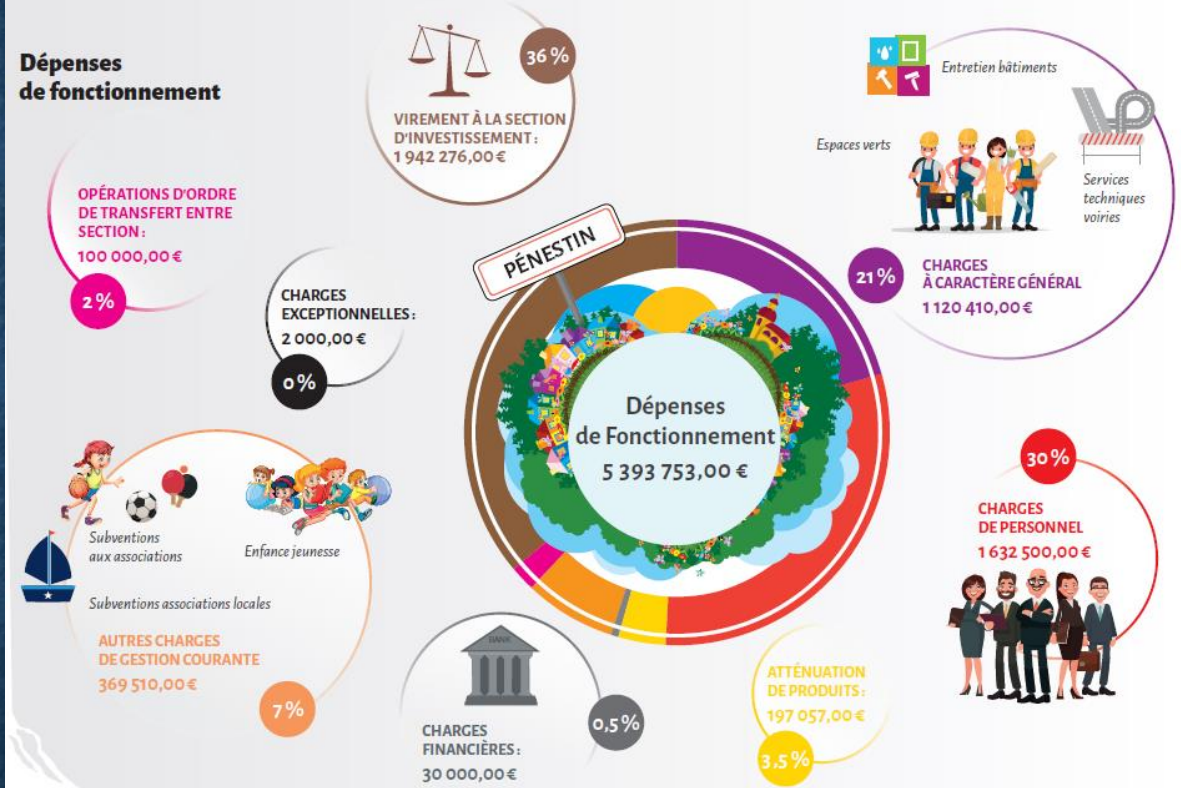 Dépenses
de fonctionnement
36 %
VIREMENT À LA SECTION
D'INVESTISSEMENT :
1 942 276,00 €
Entretien bâtiments
Espaces verts
Services
techniques
voiries
21 %
CHARGES
À CARACTÈRE GÉNÉRAL
1 120 410,00 €
OPÉRATIONS D'ORDRE
DE TRANSFERT ENTRE
SECTION :
100 000,00 €
2 %
CHARGES
EXCEPTIONNELLES :
2 000,00 €
0 %
PÉNESTIN
Dépenses
de Fonctionnement
5 393 753,00 €
30 %
CHARGES
DE PERSONNEL
1 632 500,00 €
Subventions
aux associations
Enfance jeunesse
Subventions associations locales
AUTRES CHARGES
DE GESTION COURANTE
369 510,00 €
7 %
BANK
CHARGES
FINANCIÈRES :
30 000,00 €
0,5 %
ATTÉNUATION
DE PRODUITS :
197 057,00 €
3,5 %